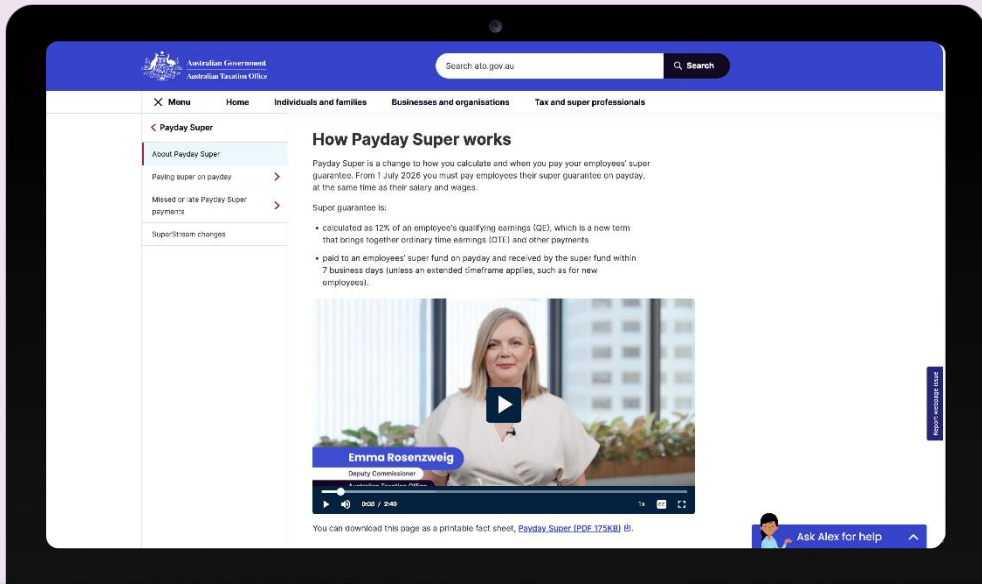 Australian Government
Australian Taxation Office
Search ato.gov.au
Search
Menu
Home
Individuals and families
Businesses and organisations
Tax and super professionals
Payday Super
About Payday Super
Paying super on payday
Missed or late Payday Super
payments
SuperStream changes
How Payday Super works
Payday Super is a change to how you calculate and when you pay your employees' super
guarantee. From 1 July 2026 you must pay employees their super guarantee on payday,
at the same time as their salary and wages.
Super guarantee is:
• calculated as 12% of an employee's qualifying earnings (QE), which is a new term
that brings together ordinary time earnings (OTE) and other payments
• paid to an employees' super fund on payday and received by the super fund within
7 business days (unless an extended timeframe applies, such as for new
employees).
Emma Rosenzweig
Deputy Commissioner
Australian Taxation Office
0:08 / 2:40
1x
CC
You can download this page as a printable fact sheet, Payday Super (PDF 175KB).
Report webpage issue
Ask Alex for help